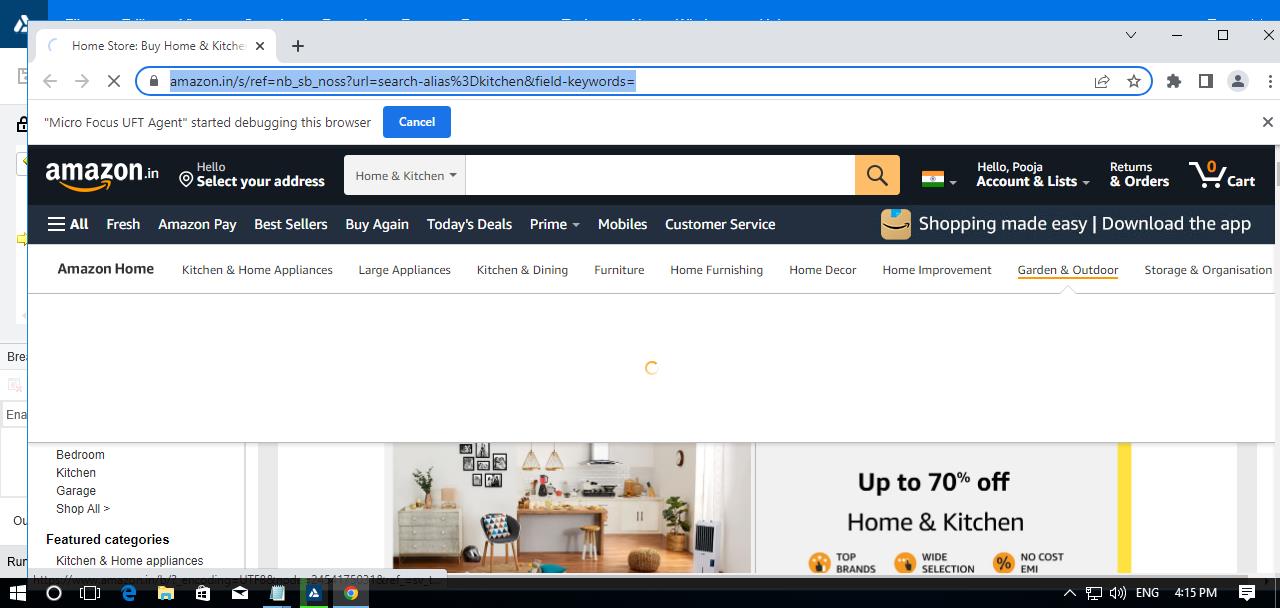 Home Store: Buy Home & Kitche
amazon.in/s/ref=nb_sb_noss?url=search-alias%3Dkitchen&field-keywords=
"Micro Focus UFT Agent" started debugging this browser
Cancel
amazon.in
Hello
Select your address
Home & Kitchen
Hello, Pooja
Account & Lists
Returns
& Orders
0
Cart
All
Fresh
Amazon Pay
Best Sellers
Buy Again
Today's Deals
Prime
Mobiles
Customer Service
Shopping made easy | Download the app
Amazon Home
Kitchen & Home Appliances
Large Appliances
Kitchen & Dining
Furniture
Home Furnishing
Home Decor
Home Improvement
Garden & Outdoor
Storage & Organisation
Brea
Ena
Bedroom
Kitchen
Garage
Shop All >
Featured categories
Kitchen & Home appliances
Up to 70% off
Home & Kitchen
TOP
BRANDS
WIDE
SELECTION
NO COST
EMI
Ou
Run
ENG
4:15 PM